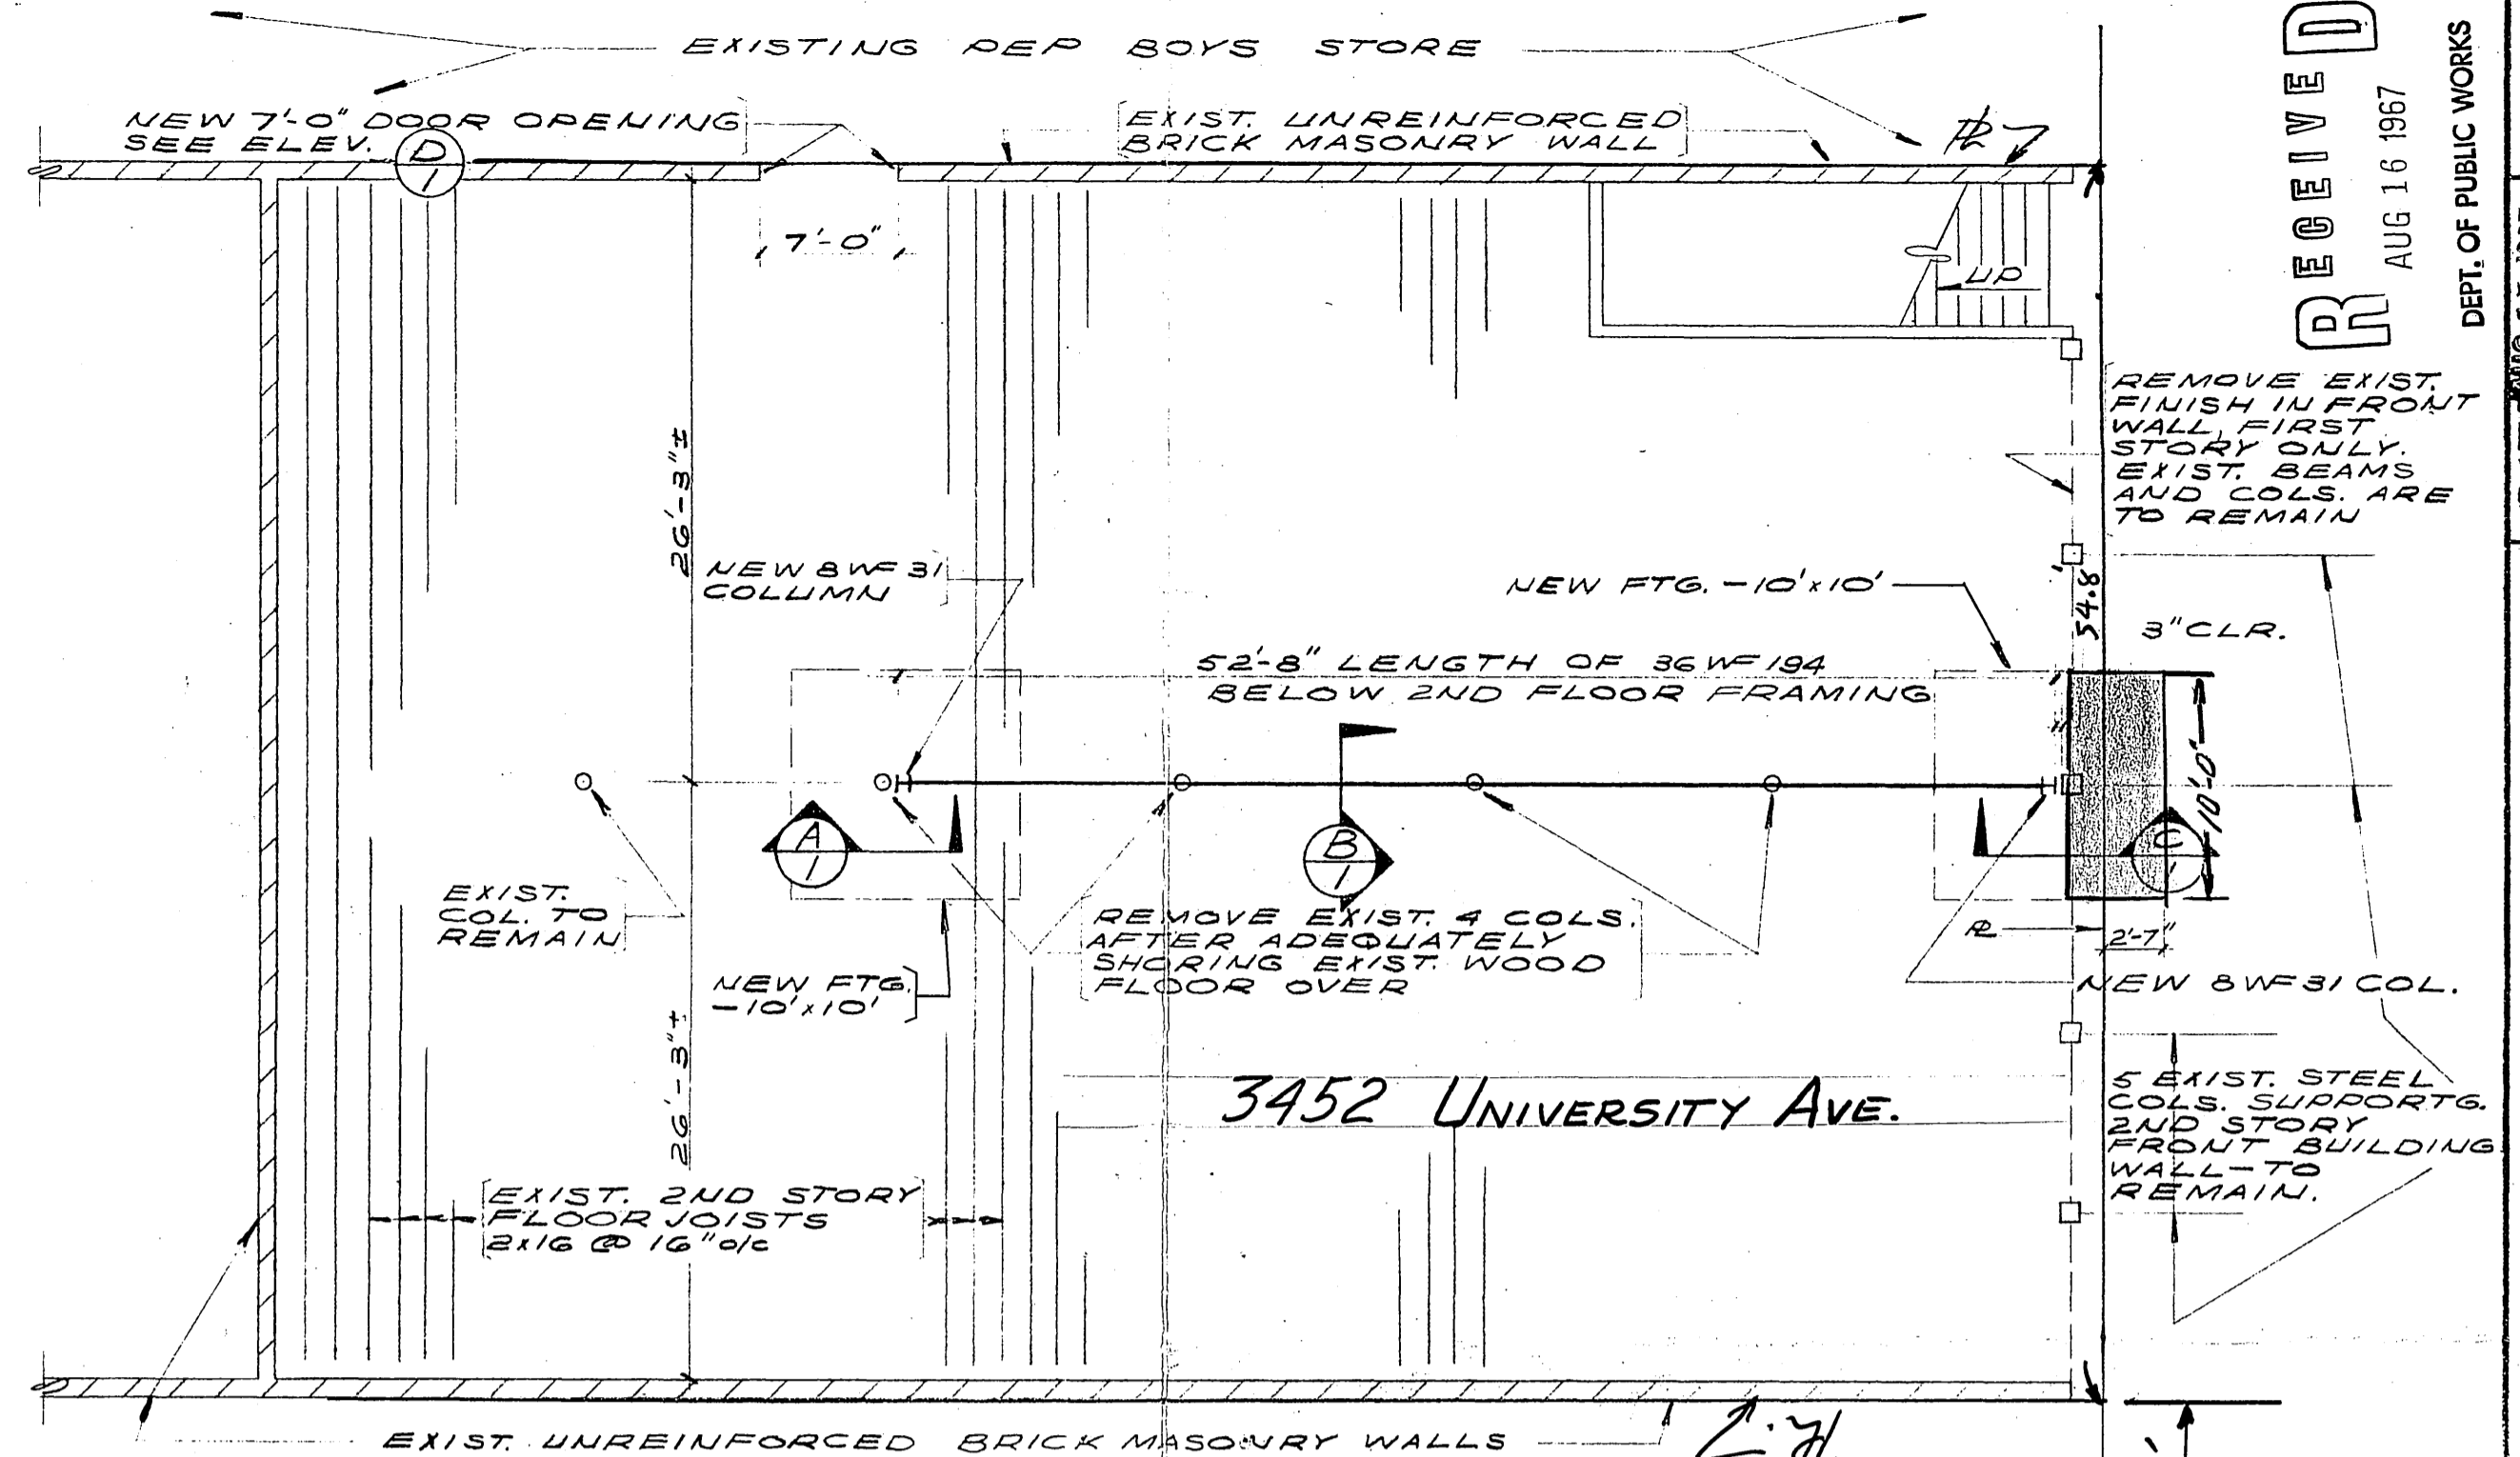 EXISTING PEP BOYS STORE
RECEIVED
AUG 16 1967
DEPT. OF PUBLIC WORKS
NEW 7'-0" DOOR OPENING
SEE ELEV.
D
1
EXIST. UNREINFORCED
BRICK MASONRY WALL
7'-0"
UP
REMOVE EXIST.
FINISH IN FRONT
WALL, FIRST
STORY ONLY.
EXIST. BEAMS
AND COLS. ARE
TO REMAIN
26'-3"±
NEW 8WF31
COLUMN
NEW FTG. -10'x10'
54.8'
3"CLR.
52'-8" LENGTH OF 36WF194
BELOW 2ND FLOOR FRAMING
10'-0"
A
1
B
1
C
1
EXIST.
COL. TO
REMAIN
NEW FTG.
-10'x10'
REMOVE EXIST. 4 COLS.
AFTER ADEQUATELY
SHORING EXIST. WOOD
FLOOR OVER
2'-7"
NEW 8WF31 COL.
26'-3"±
3452 UNIVERSITY AVE.
5 EXIST. STEEL
COLS. SUPPORTG.
2ND STORY
FRONT BUILDING
WALL-TO
REMAIN.
EXIST. 2ND STORY
FLOOR JOISTS
2x16 @ 16"o/c
EXIST. UNREINFORCED BRICK MASONRY WALLS